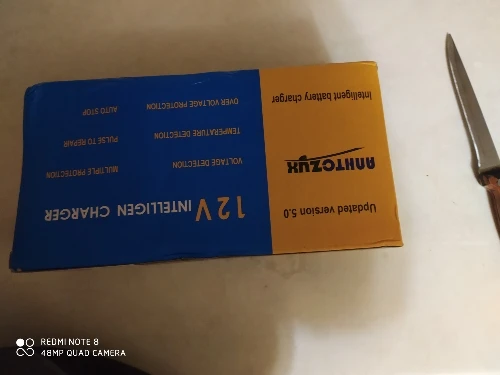 12V INTELLIGEN CHARGER
VOLTAGE DETECTION
MULTIPLE PROTECTION
TEMPERATURE DETECTION
PULSE TO REPAIR
OVER VOLTAGE PROTECTION
AUTO STOP
Updated version 5.0
Intelligent battery charger
REDMI NOTE 8
48MP QUAD CAMERA